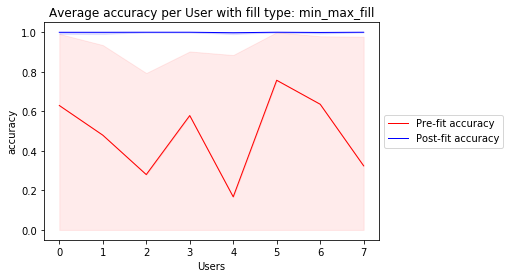 Average accuracy per User with fill type: min_max_fill
1.0
0.8
0.6
0.4
0.2
0.0
accuracy
0 1 2 3 4 5 6 7
Users
Pre-fit accuracy
Post-fit accuracy